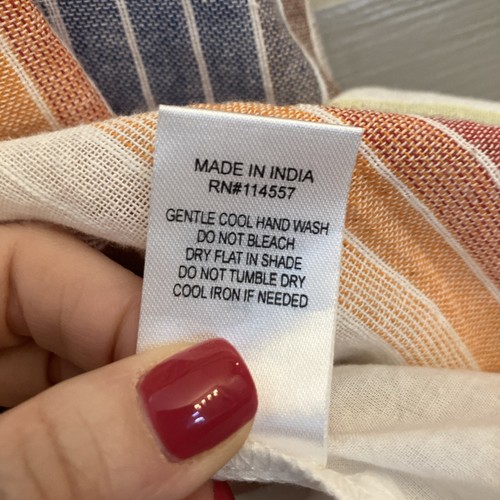 MADE IN INDIA
RN#114557
GENTLE COOL HAND WASH
DO NOT BLEACH
DRY FLAT IN SHADE
DO NOT TUMBLE DRY
COOL IRON IF NEEDED